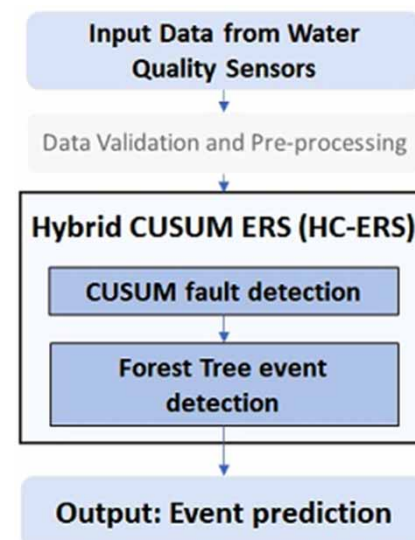 Input Data from Water
Quality Sensors
Data Validation and Pre-processing
Hybrid CUSUM ERS (HC-ERS)
CUSUM fault detection
Forest Tree event
detection
Output: Event prediction